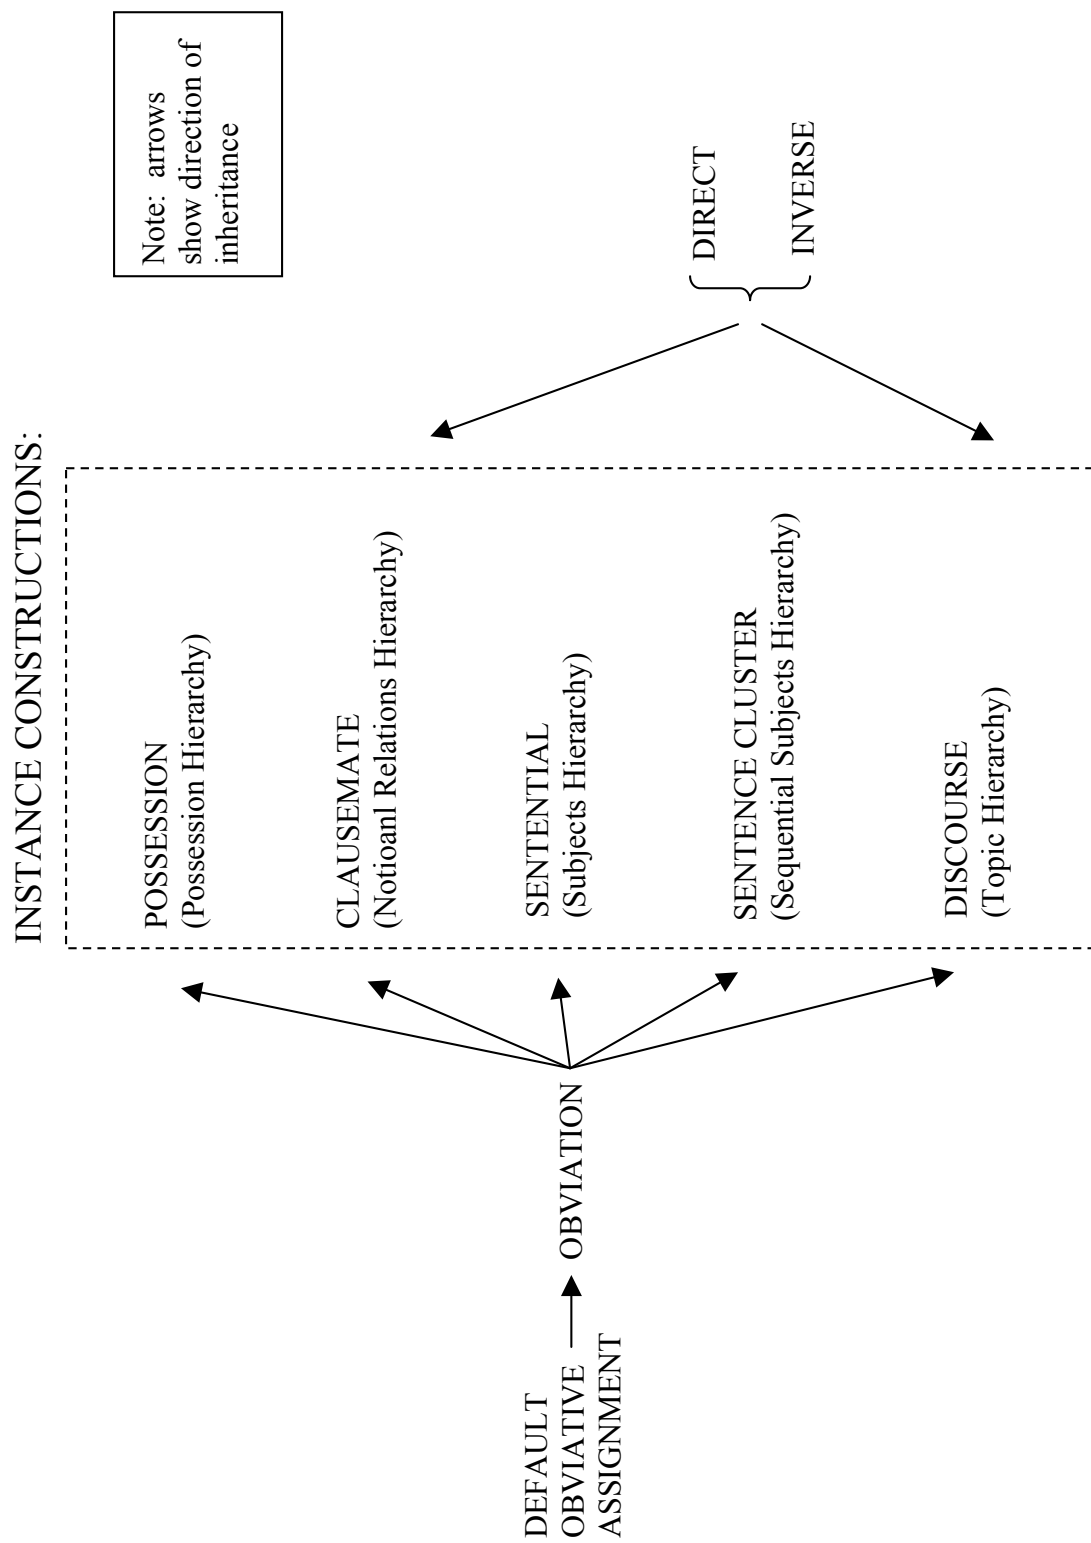 INSTANCE CONSTRUCTIONS:
Note: arrows
show direction of
inheritance
POSSESSION
(Possession Hierarchy)
CLAUSEMATE
(Notioanl Relations Hierarchy)
SENTENTIAL
(Subjects Hierarchy)
SENTENCE CLUSTER
(Sequential Subjects Hierarchy)
DISCOURSE
(Topic Hierarchy)
DEFAULT
OBVIATIVE
ASSIGNMENT
OBVIATION
DIRECT
INVERSE